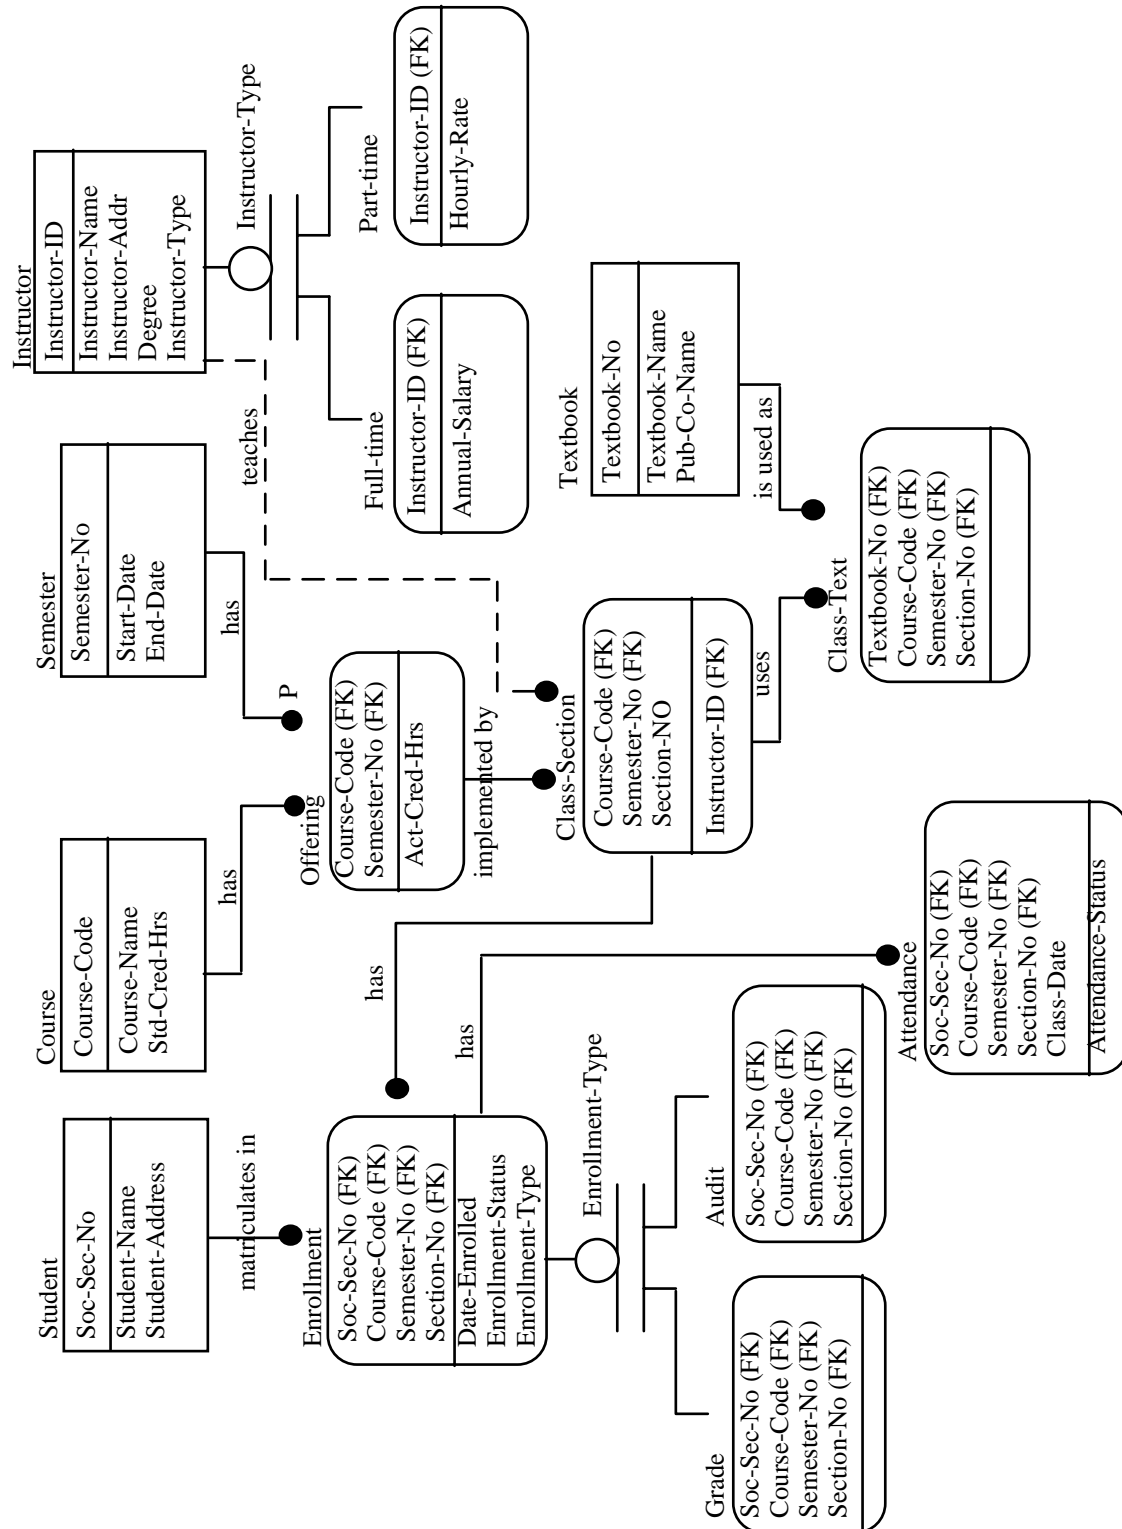 Student
Soc-Sec-No
Student-Name
Student-Address
matriculates in
Course
Course-Code
Course-Name
Std-Cred-Hrs
has
Semester
Semester-No
Start-Date
End-Date
has
P
Instructor
Instructor-ID
Instructor-Name
Instructor-Addr
Degree
Instructor-Type
teaches
Instructor-Type
Enrollment
Soc-Sec-No (FK)
Course-Code (FK)
Semester-No (FK)
Section-No (FK)
Date-Enrolled
Enrollment-Status
Enrollment-Type
has
has
Offering
Course-Code (FK)
Semester-No (FK)
Act-Cred-Hrs
implemented by
Full-time
Instructor-ID (FK)
Annual-Salary
Part-time
Instructor-ID (FK)
Hourly-Rate
Enrollment-Type
Class-Section
Course-Code (FK)
Semester-No (FK)
Section-NO
Instructor-ID (FK)
uses
Textbook
Textbook-No
Textbook-Name
Pub-Co-Name
is used as
Grade
Soc-Sec-No (FK)
Course-Code (FK)
Semester-No (FK)
Section-No (FK)
Audit
Soc-Sec-No (FK)
Course-Code (FK)
Semester-No (FK)
Section-No (FK)
Attendance
Soc-Sec-No (FK)
Course-Code (FK)
Semester-No (FK)
Section-No (FK)
Class-Date
Attendance-Status
Class-Text
Textbook-No (FK)
Course-Code (FK)
Semester-No (FK)
Section-No (FK)